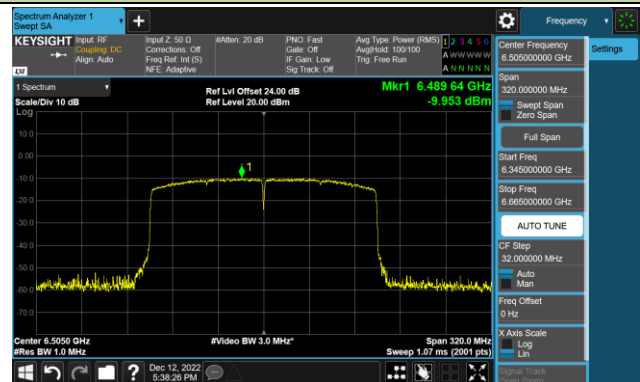 Spectrum Analyzer 1
Swept SA
Frequency
KEYSIGHT
Input: RF
Coupling: DC
Align: Auto
Input Z: 50 Ω
Corrections: Off
Freq Ref: Int (S)
NFE: Adaptive
#Atten: 20 dB
PNO: Fast
Gate: Off
IF Gain: Low
Sig Track: Off
Avg Type: Power (RMS)
Avg|Hold: 100/100
Trig: Free Run
1 2 3 4 5 6
A W W W W W
A N N N N N
LXI
1 Spectrum
Scale/Div 10 dB
Log
Ref Lvl Offset 24.00 dB
Ref Level 20.00 dBm
Mkr1 6.489 64 GHz
-9.953 dBm
1
10.0
0.00
-10.0
-20.0
-30.0
-40.0
-50.0
-60.0
-70.0
Center 6.5050 GHz
#Res BW 1.0 MHz
#Video BW 3.0 MHz*
Span 320.0 MHz
Sweep 1.07 ms (2001 pts)
Dec 12, 2022
5:38:26 PM
Center Frequency
6.505000000 GHz
Settings
Span
320.000000 MHz
Swept Span
Zero Span
Full Span
Start Freq
6.345000000 GHz
Stop Freq
6.665000000 GHz
AUTO TUNE
CF Step
32.000000 MHz
Auto
Man
Freq Offset
0 Hz
X Axis Scale
Log
Lin
Signal Track